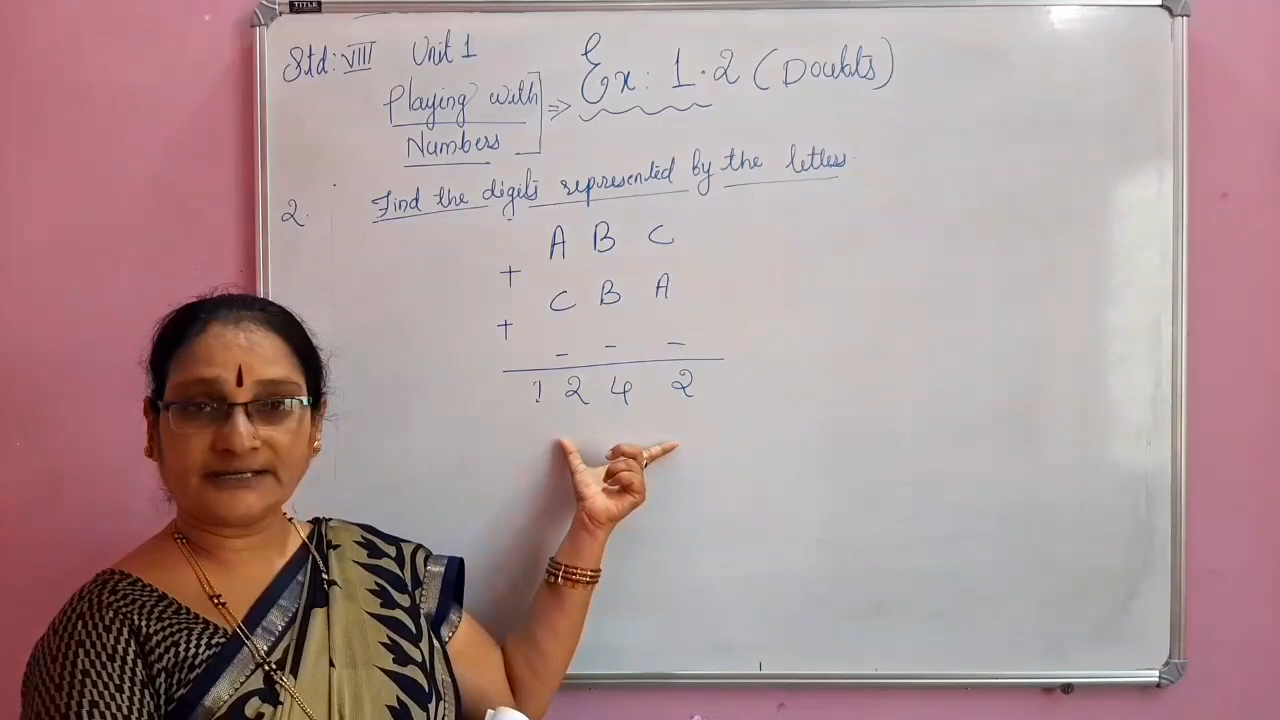 TITLE
Std: VIII Unit 1
Playing with
Numbers
⇒ Ex: 1.2 (Doubts)
2. Find the digits represented by the letters.
A B C
+
C B A
+
_ _ _
1 2 4 2